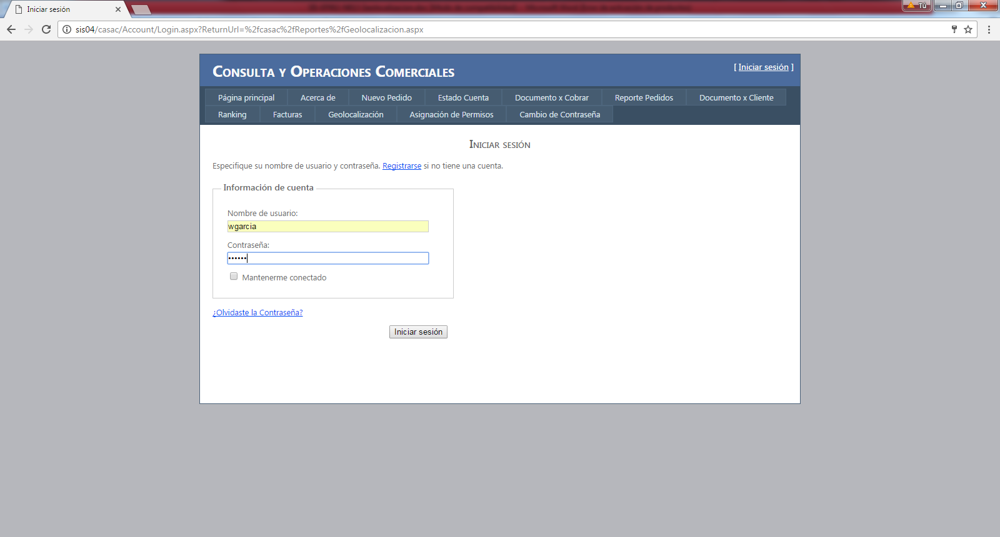 Iniciar sesión
Tú
sis04/casac/Account/Login.aspx?ReturnUrl=%2fcasac%2fReportes%2fGeolocalizacion.aspx
CONSULTA Y OPERACIONES COMERCIALES
[ Iniciar sesión ]
Página principal Acerca de Nuevo Pedido Estado Cuenta Documento x Cobrar Reporte Pedidos Documento x Cliente
Ranking Facturas Geolocalización Asignación de Permisos Cambio de Contraseña
INICIAR SESIÓN
Especifique su nombre de usuario y contraseña. Registrarse si no tiene una cuenta.
Información de cuenta
Nombre de usuario:
wgarcia
Contraseña:
••••••
Mantenerme conectado
¿Olvidaste la Contraseña?
Iniciar sesión